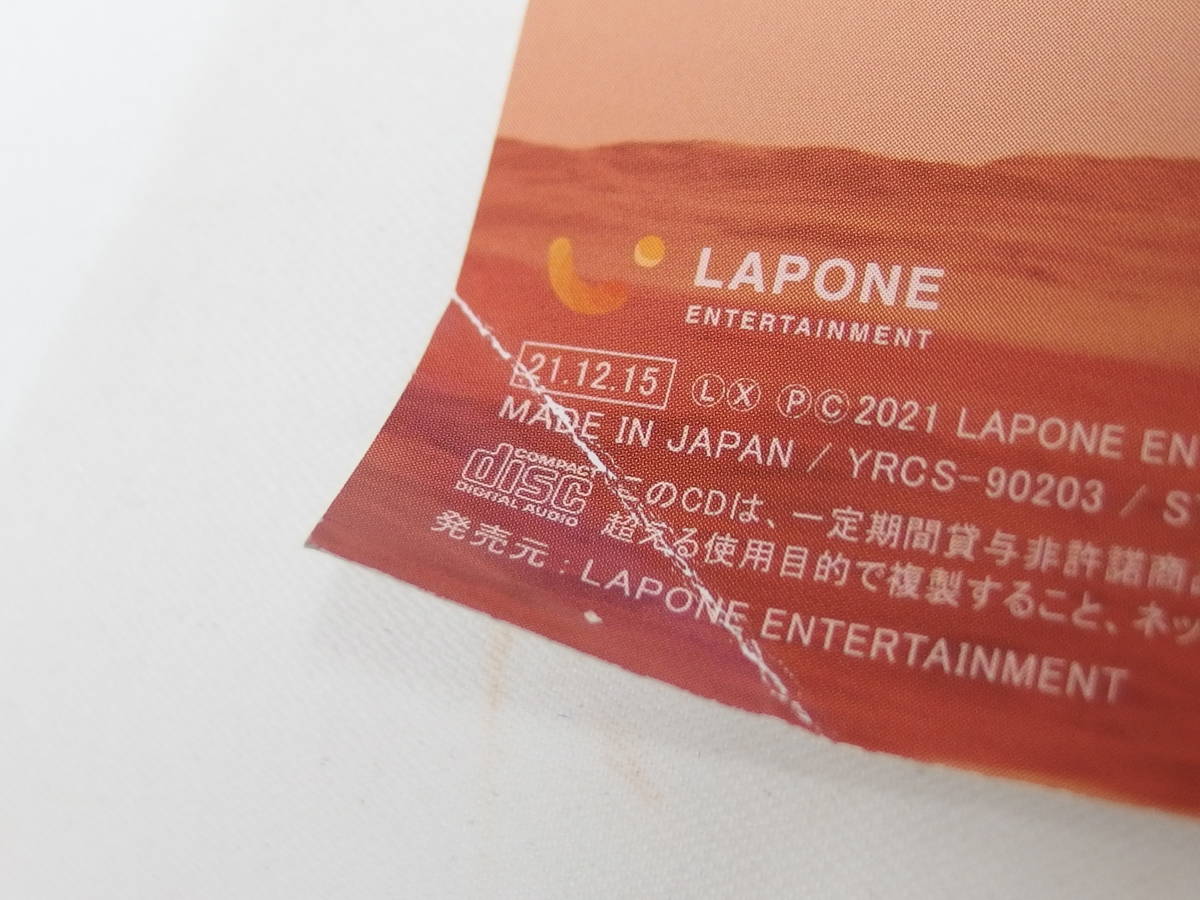 LAPONE
ENTERTAINMENT
21.12.15 Ⓛ Ⓧ Ⓟ Ⓒ 2021 LAPONE EN
MADE IN JAPAN / YRCS-90203 / S
COMPACT disc DIGITAL AUDIO
このCDは、一定期間貸与非許諾商
超える使用目的で複製すること、ネッ
発売元:LAPONE ENTERTAINMENT